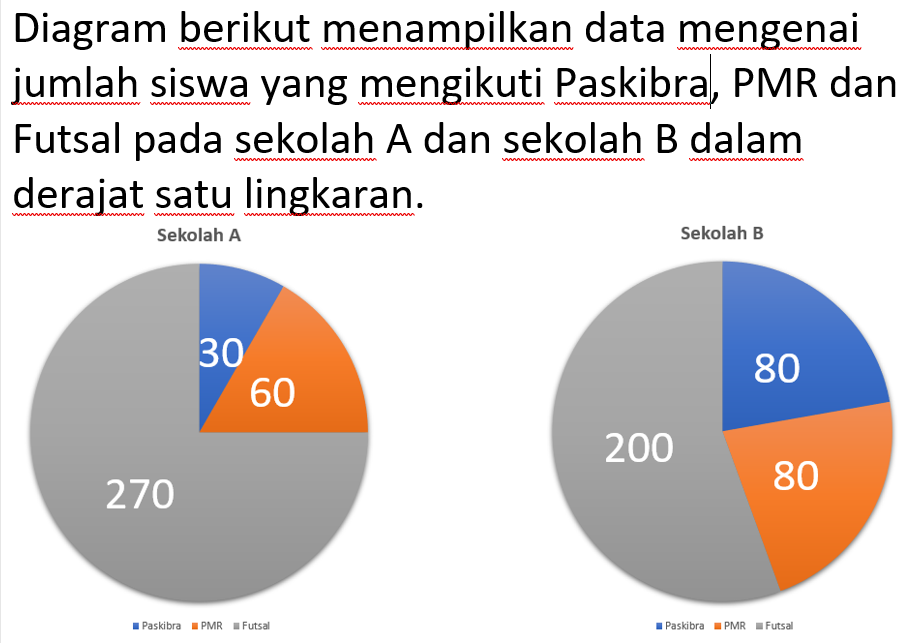 Diagram berikut menampilkan data mengenai
jumlah siswa yang mengikuti Paskibra, PMR dan
Futsal pada sekolah A dan sekolah B dalam
derajat satu lingkaran.
Sekolah A
30
60
270
Paskibra PMR Futsal
Sekolah B
80
200
80
Paskibra PMR Futsal